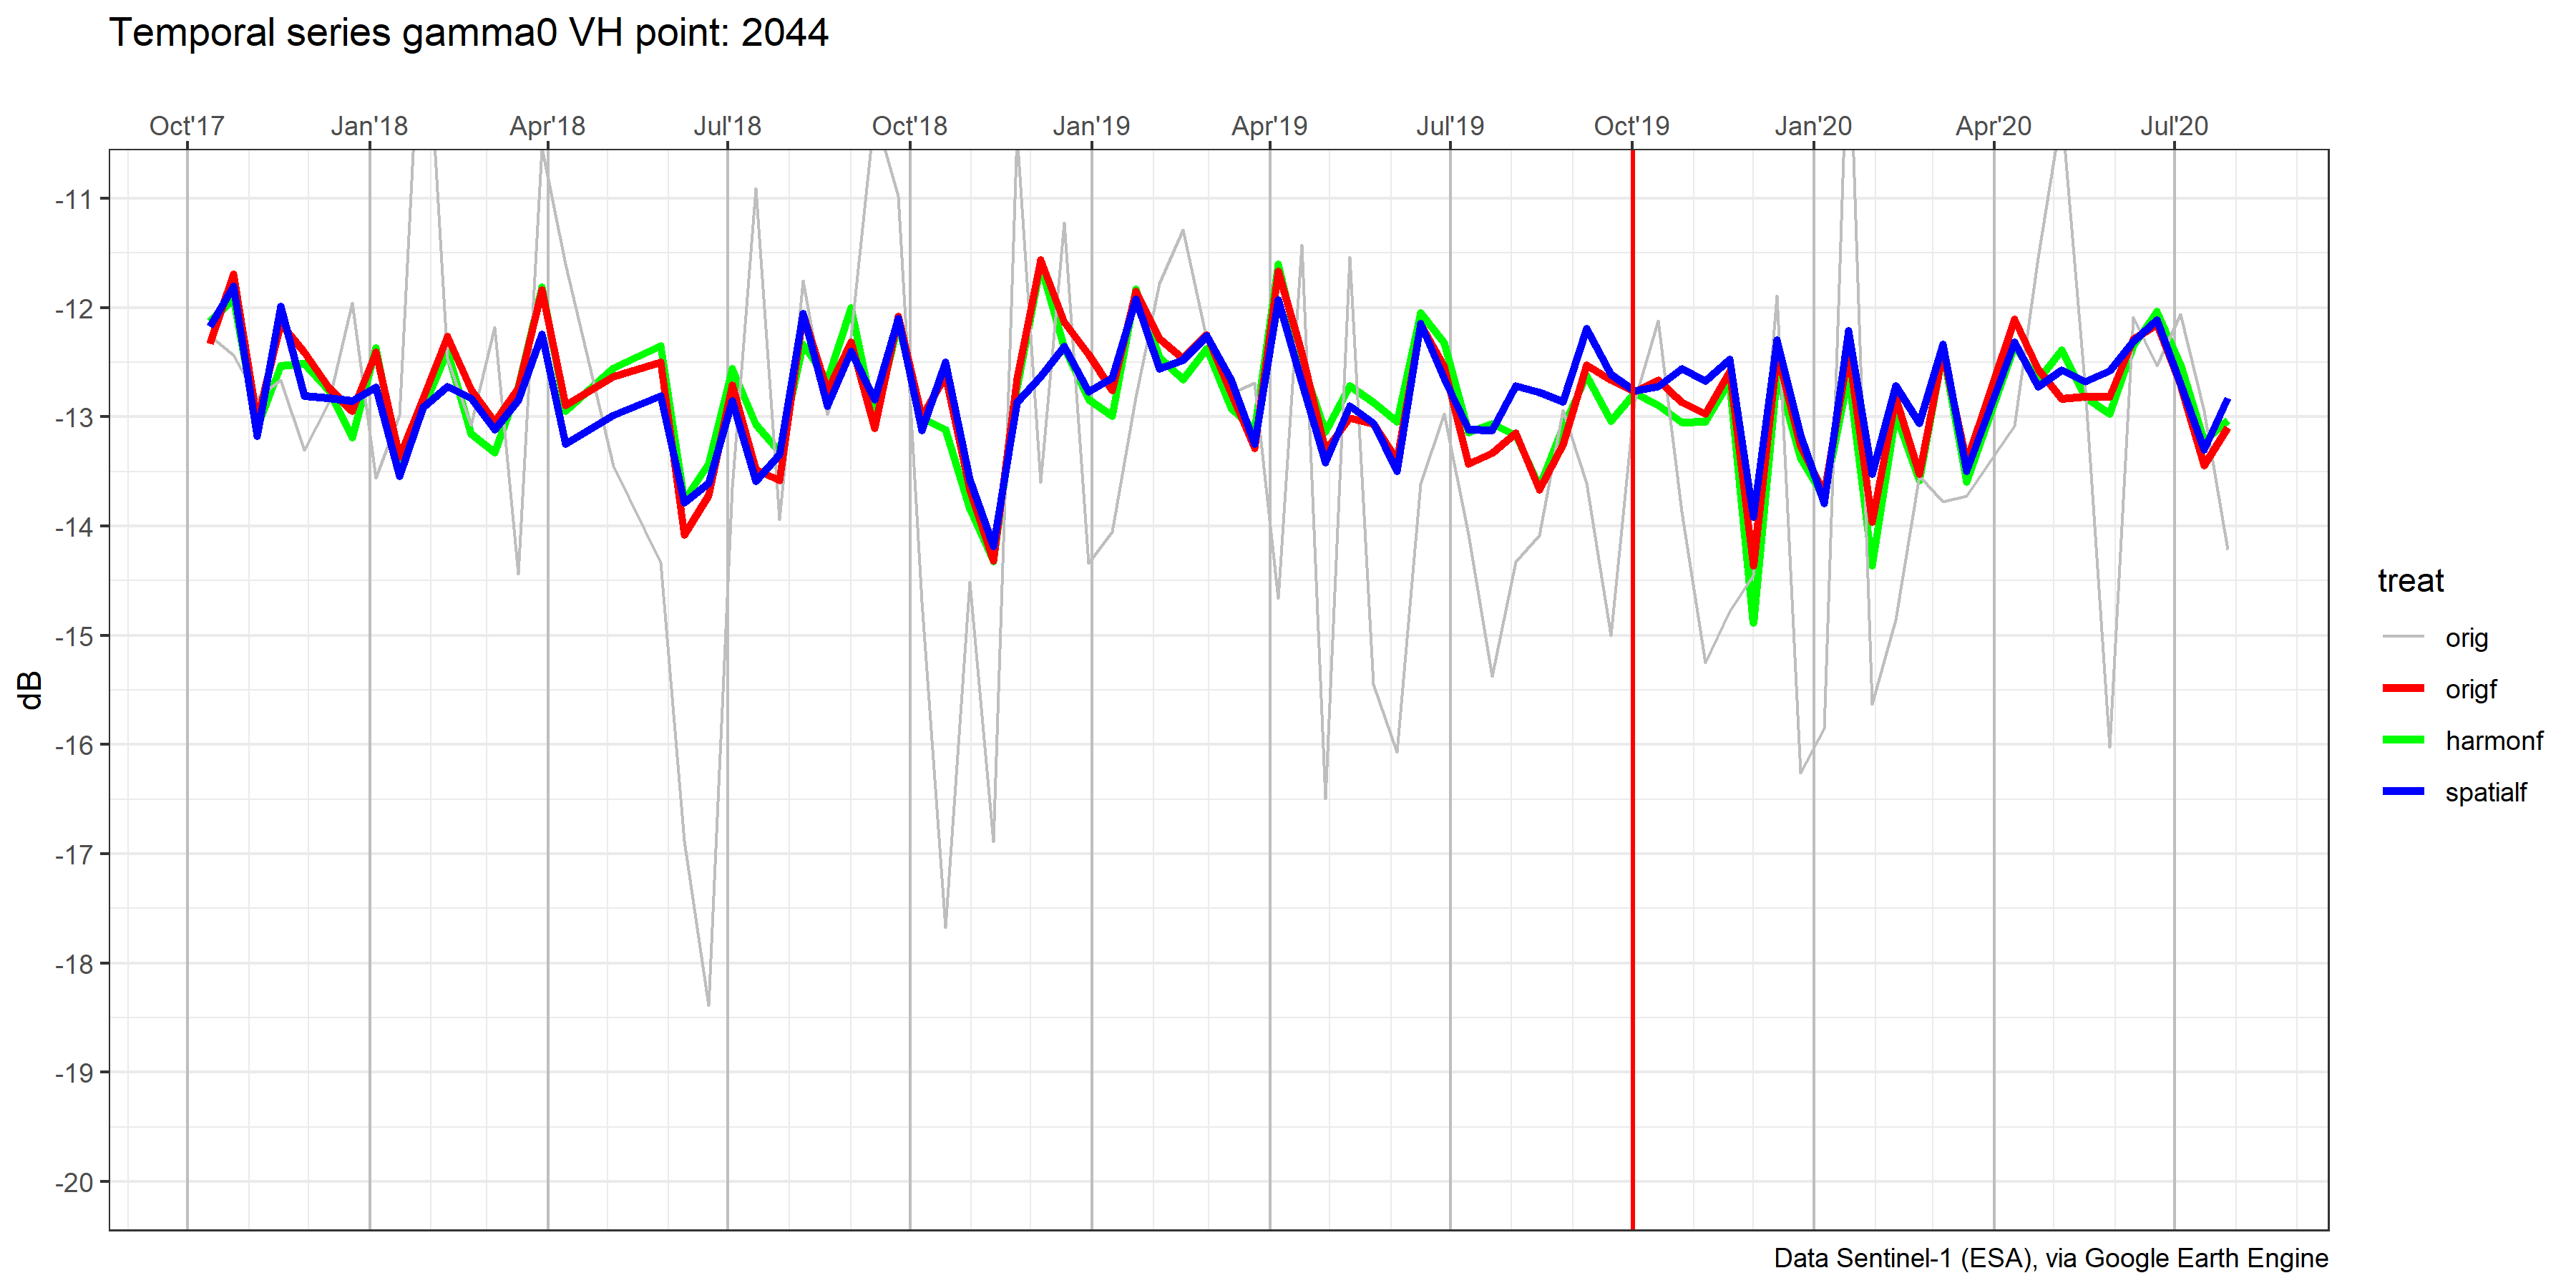 Temporal series gamma0 VH point: 2044
Oct'17 Jan'18 Apr'18 Jul'18 Oct'18 Jan'19 Apr'19 Jul'19 Oct'19 Jan'20 Apr'20 Jul'20
-11
-12
-13
-14
-15
-16
-17
-18
-19
-20
dB
treat
orig
origf
harmonf
spatialf
Data Sentinel-1 (ESA), via Google Earth Engine